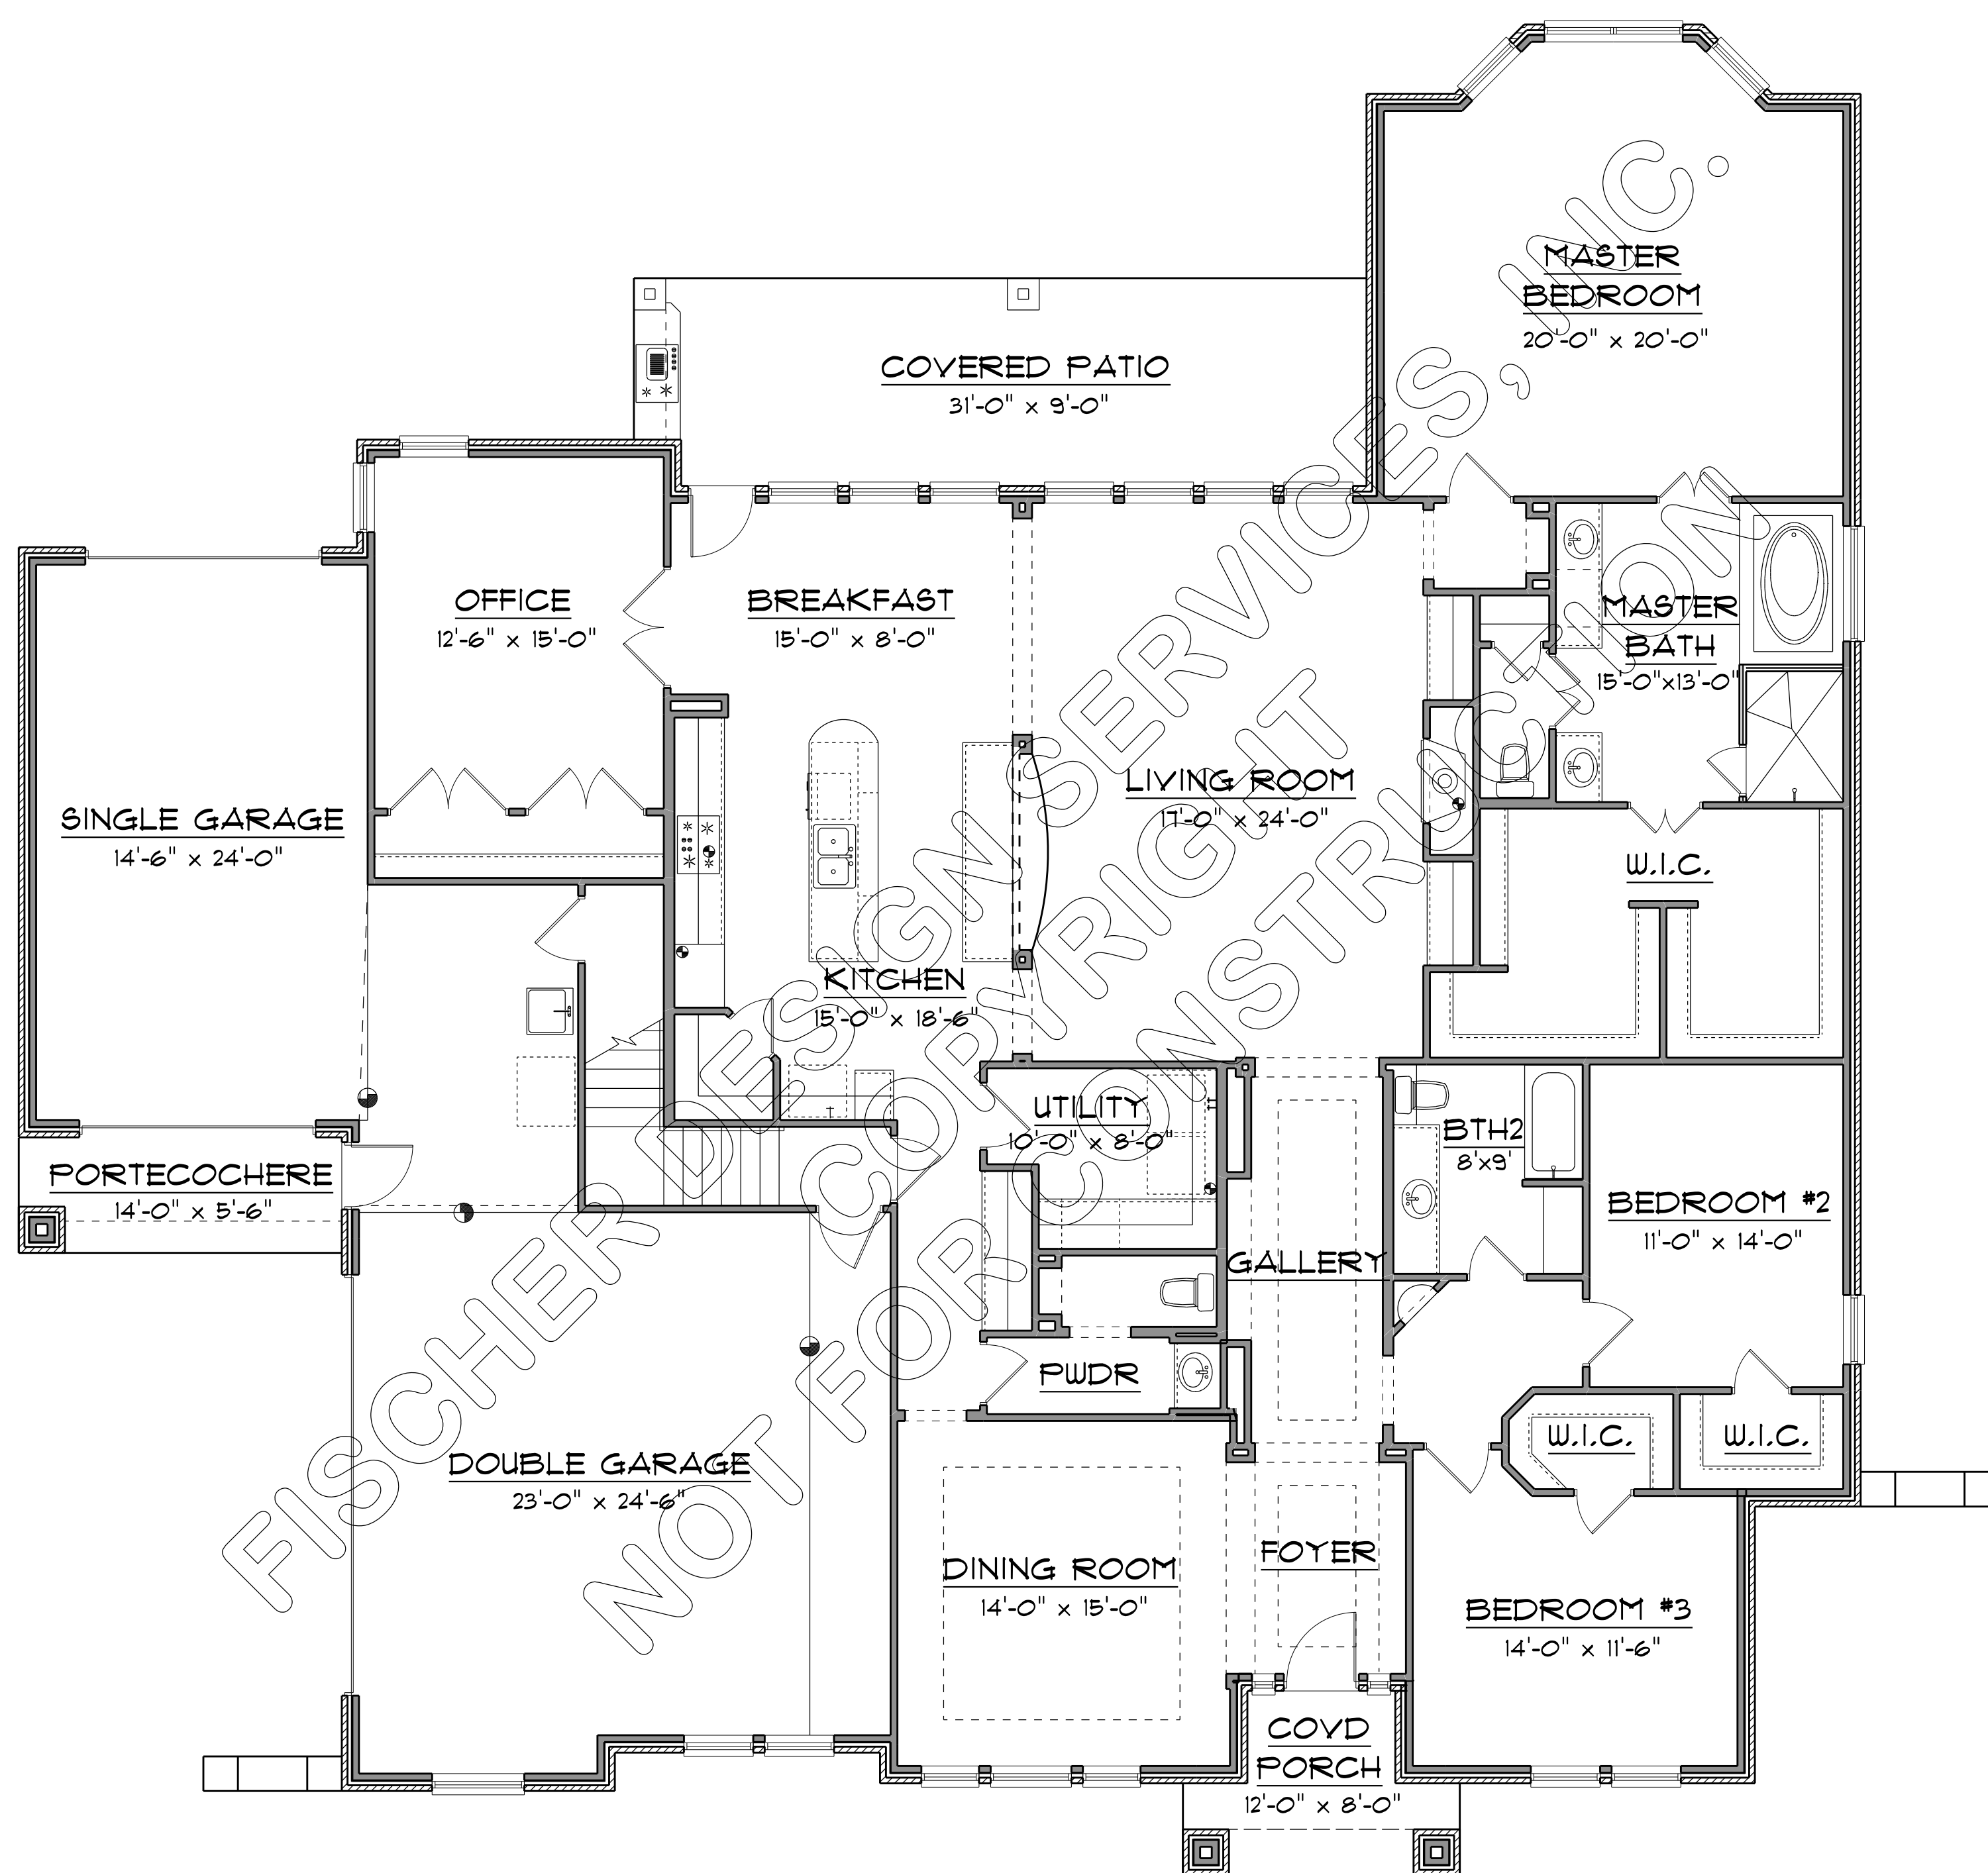 MASTER
BEDROOM
20'-0" x 20'-0"
COVERED PATIO
31'-0" x 9'-0"
OFFICE
12'-6" x 15'-0"
BREAKFAST
15'-0" x 8'-0"
MASTER
BATH
15'-0"x13'-0"
SINGLE GARAGE
14'-6" x 24'-0"
LIVING ROOM
17'-0" x 24'-0"
W.I.C.
KITCHEN
15'-0" x 18'-6"
UTILITY
10'-0" x 8'-0"
BTH2
8'x9'
PORTECOCHERE
14'-0" x 5'-6"
BEDROOM #2
11'-0" x 14'-0"
GALLERY
PWDR
W.I.C.
W.I.C.
DOUBLE GARAGE
23'-0" x 24'-6"
DINING ROOM
14'-0" x 15'-0"
FOYER
BEDROOM #3
14'-0" x 11'-6"
COVD
PORCH
12'-0" x 8'-0"
FISCHER DESIGN SERVICES, INC.
COPYRIGHT
NOT FOR CONSTRUCTION